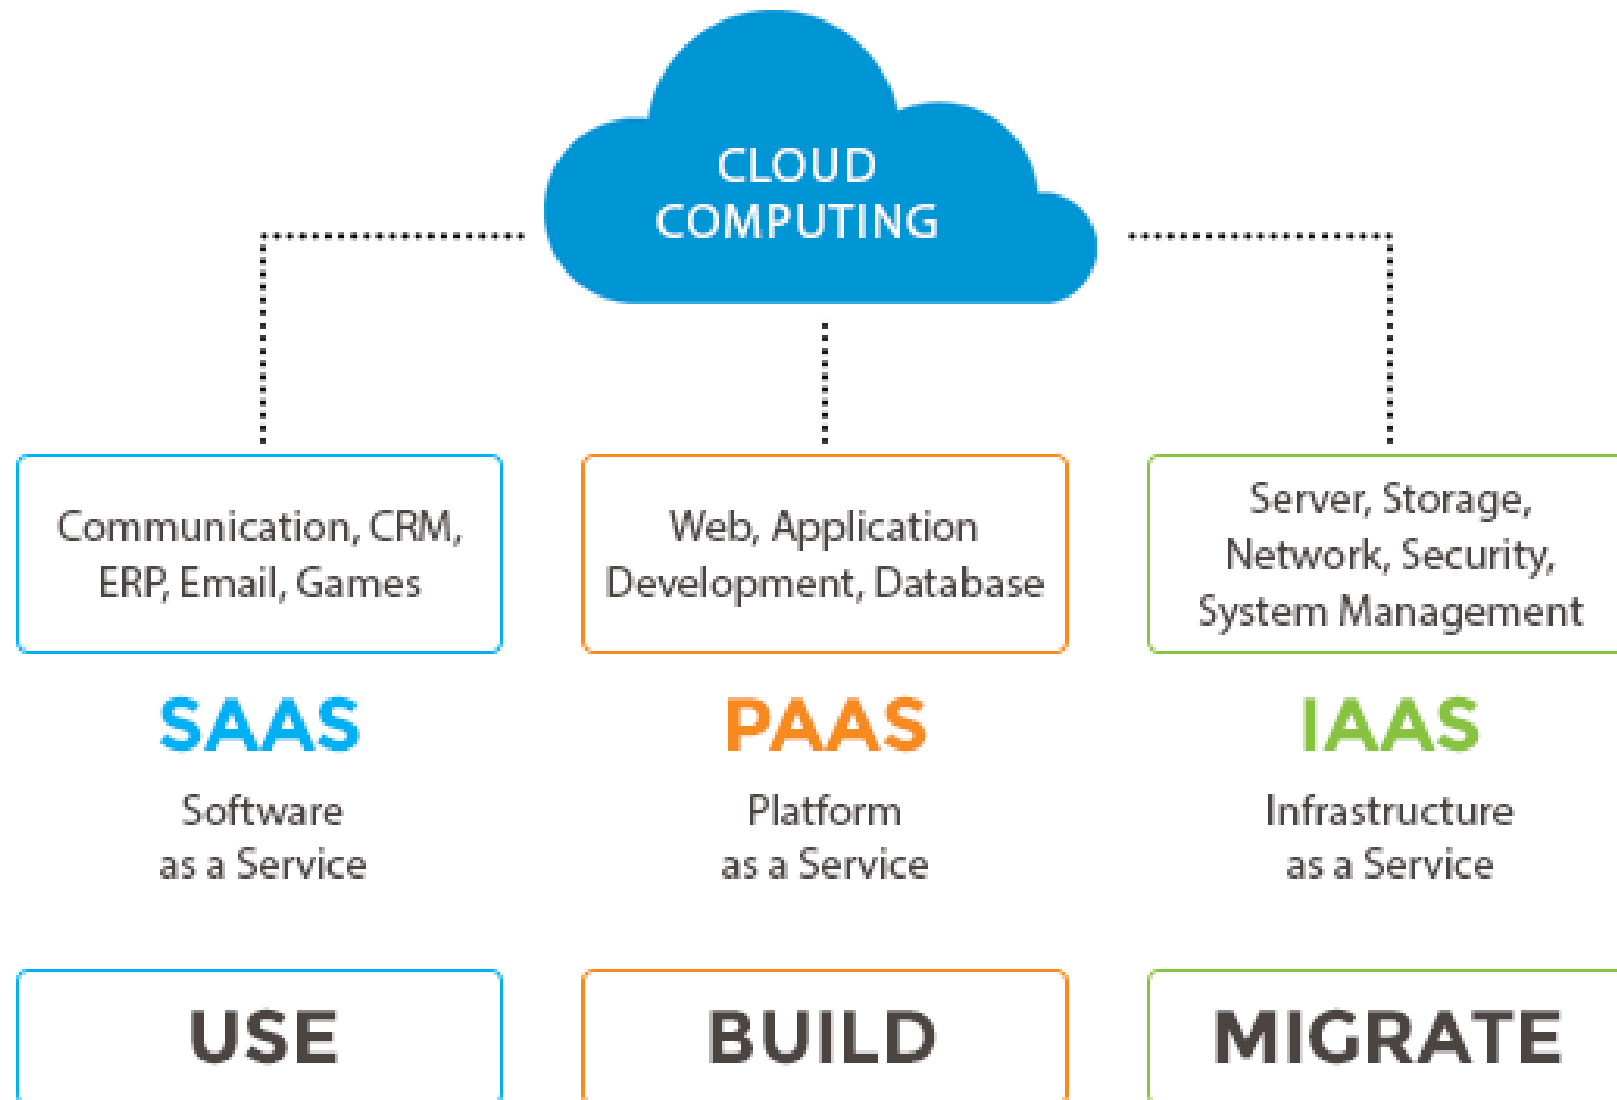 CLOUD
COMPUTING
Communication, CRM,
ERP, Email, Games
Web, Application
Development, Database
Server, Storage,
Network, Security,
System Management
SAAS
PAAS
IAAS
Software
as a Service
Platform
as a Service
Infrastructure
as a Service
USE
BUILD
MIGRATE